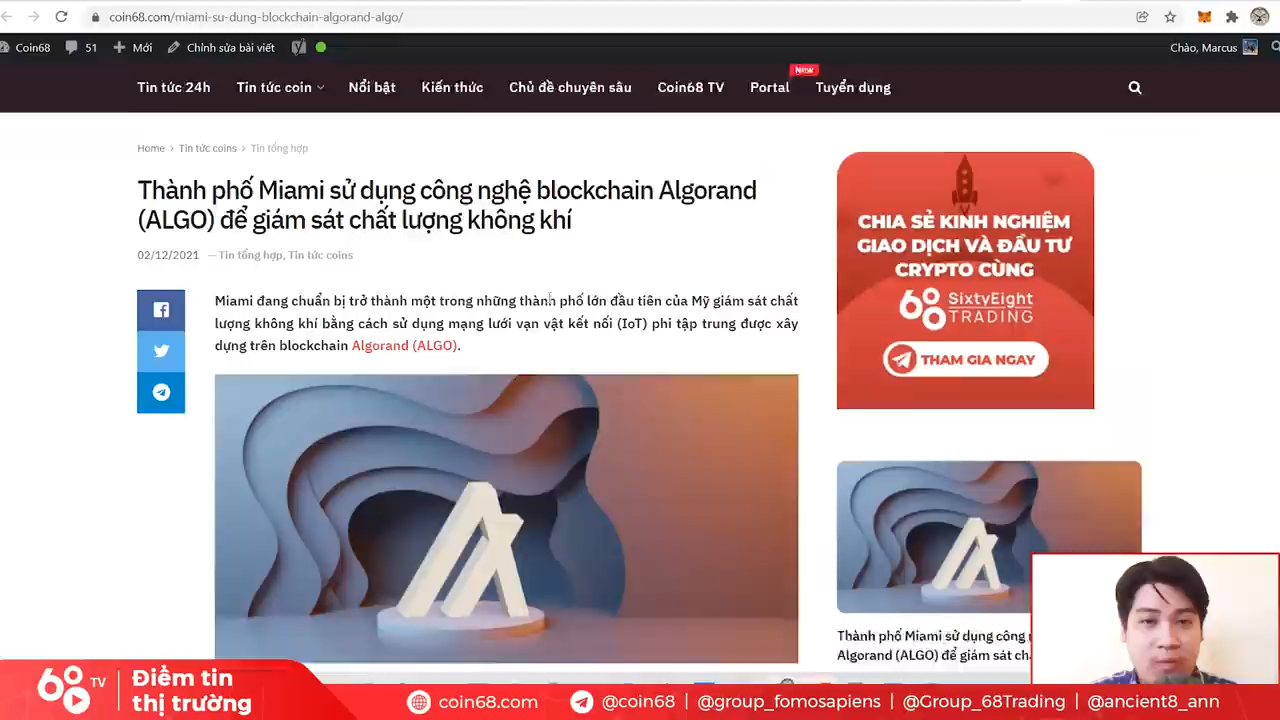 coin68.com/miami-su-dung-blockchain-algorand-algo/
Coin68 51 Mới Chỉnh sửa bài viết
Chào, Marcus
Tin tức 24h Tin tức coin Nổi bật Kiến thức Chủ đề chuyên sâu Coin68 TV Portal Tuyển dụng
New
Home > Tin tức coins > Tin tổng hợp
Thành phố Miami sử dụng công nghệ blockchain Algorand
(ALGO) để giám sát chất lượng không khí
02/12/2021 — Tin tổng hợp, Tin tức coins
Miami đang chuẩn bị trở thành một trong những thành phố lớn đầu tiên của Mỹ giám sát chất
lượng không khí bằng cách sử dụng mạng lưới vạn vật kết nối (IoT) phi tập trung được xây
dựng trên blockchain Algorand (ALGO).
CHIA SẺ KINH NGHIỆM
GIAO DỊCH VÀ ĐẦU TƯ
CRYPTO CÙNG
68 SixtyEight
TRADING
THAM GIA NGAY
Thành phố Miami sử dụng công
Algorand (ALGO) để giám sát
68 TV
Điểm tin
thị trường
coin68.com @coin68 | @group_fomosapiens | @Group_68Trading | @ancient8_ann